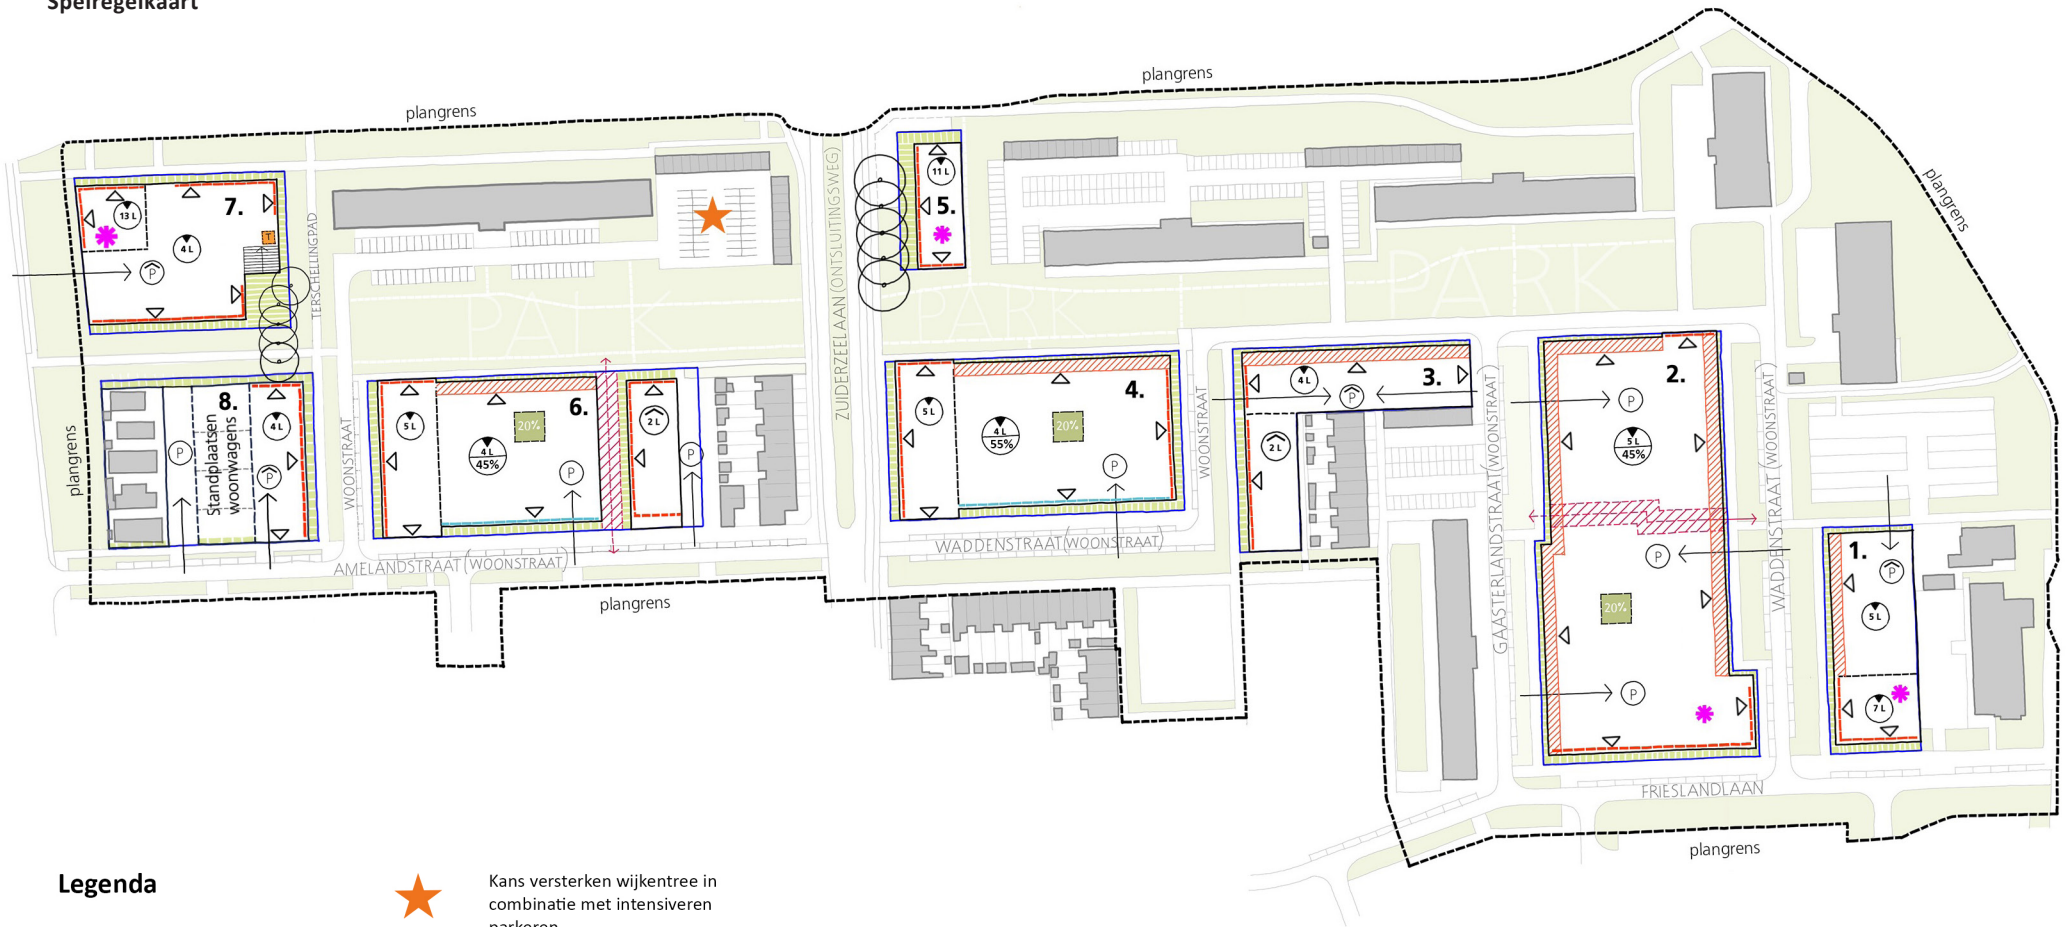 Spelregelkaart
plangrens
plangrens
plangrens
plangrens
7.
13 L
4 L
P
T
TERSCHELLINGPAD
PARK
ZUIDERZEELAAN (ONTSLUITINGSWEG)
11 L
5.
PARK
PARK
8.
Standplaatsen
woonwagens
P
4 L
P
WOONSTRAAT
5 L
6.
20%
4 L
45%
P
2 L
P
AMELANDSTRAAT (WOONSTRAAT)
plangrens
5 L
4.
4 L
55%
20%
P
WADDENSTRAAT (WOONSTRAAT)
WOONSTRAAT
4 L
P
3.
2 L
GAASTERLANDSTRAAT (WOONSTRAAT)
P
2.
5 L
45%
P
20%
P
WADDENSTRAAT (WOONSTRAAT)
1.
P
5 L
7 L
FRIESLANDLAAN
plangrens
Legenda
Kans versterken wijkentree in
combinatie met intensiveren
parkeren